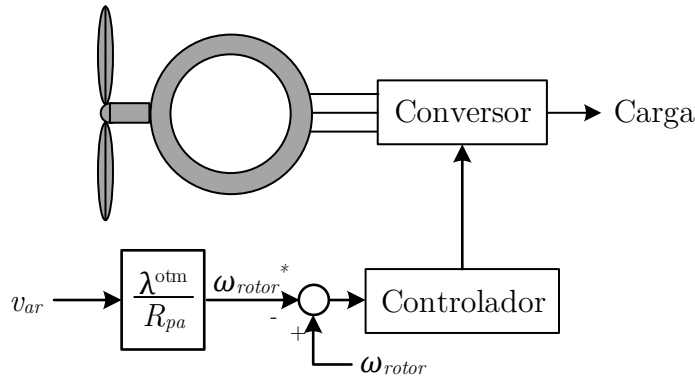 Conversor
Carga
v_ar
λ^otm
R_pa
ω_rotor*
-
+
Controlador
ω_rotor